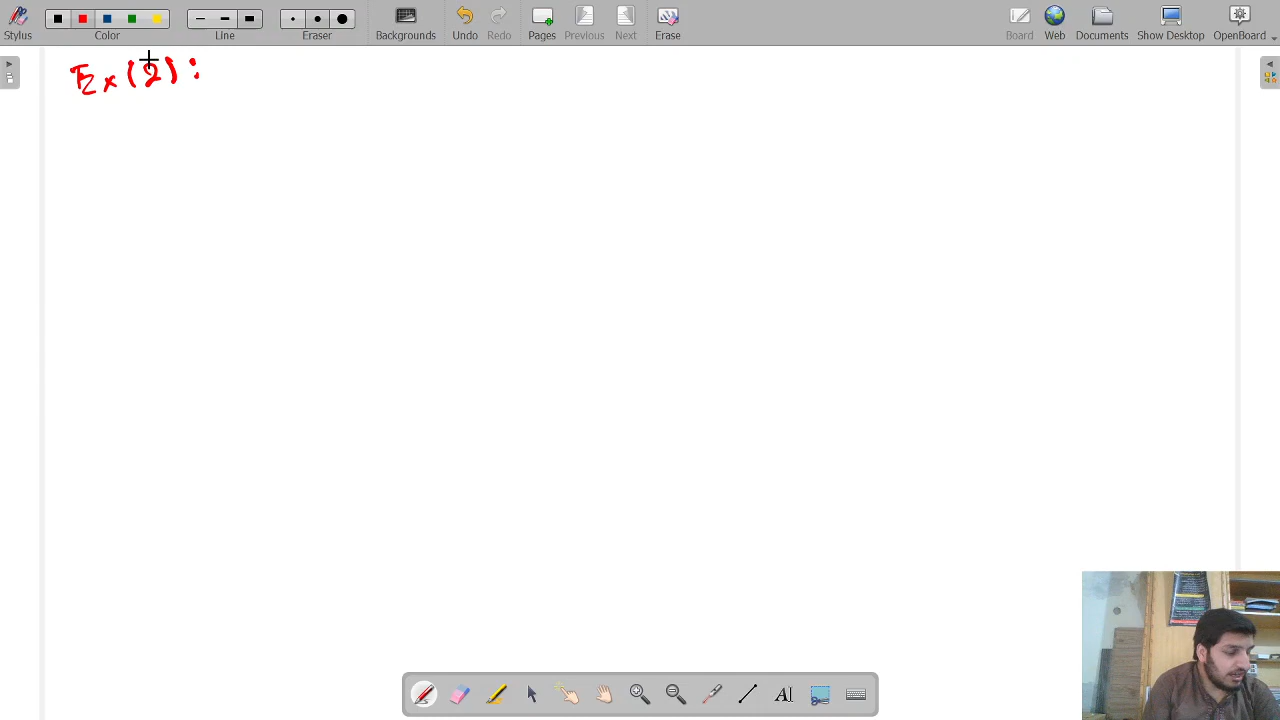 Stylus Color Line Eraser Backgrounds Undo Redo Pages Previous Next Erase Board Web Documents Show Desktop OpenBoard
Ex(2):
AI